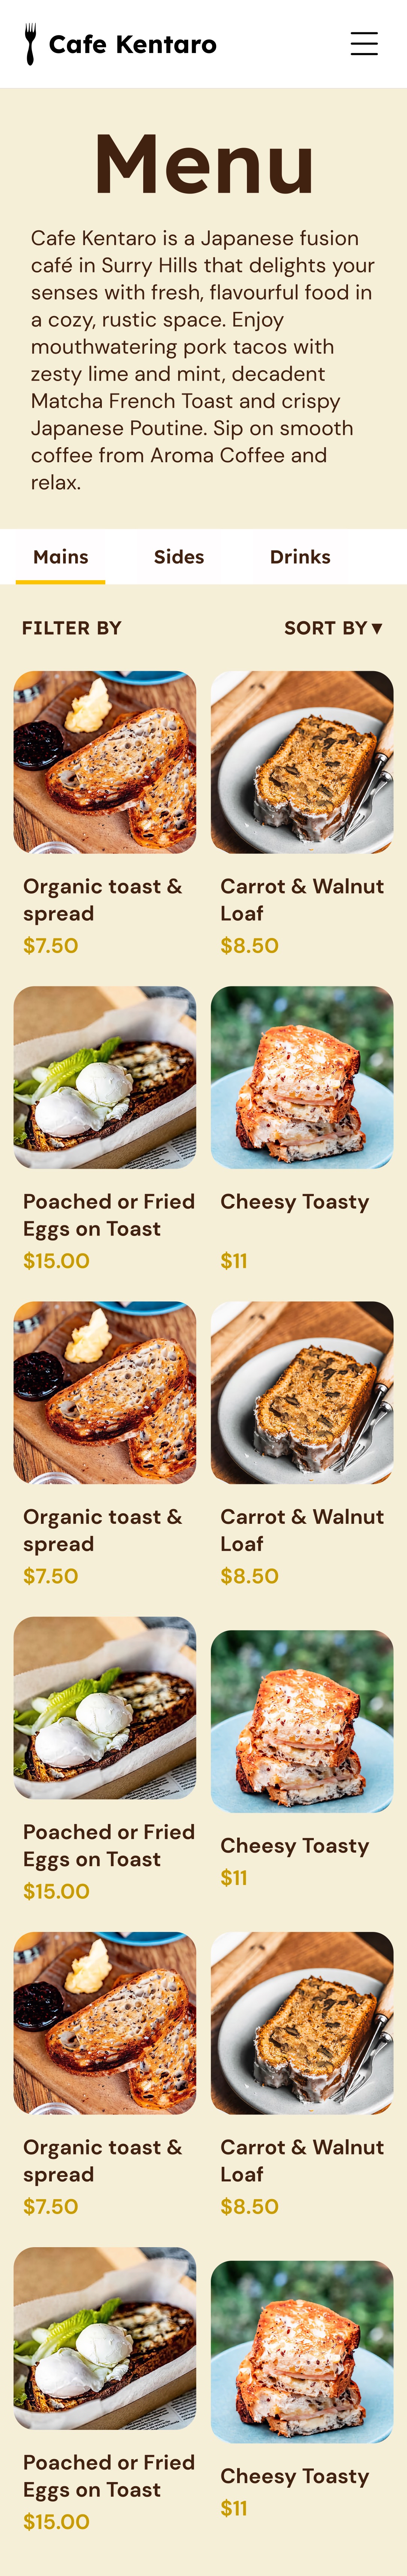 Cafe Kentaro
Menu
Cafe Kentaro is a Japanese fusion
café in Surry Hills that delights your
senses with fresh, flavourful food in
a cozy, rustic space. Enjoy
mouthwatering pork tacos with
zesty lime and mint, decadent
Matcha French Toast and crispy
Japanese Poutine. Sip on smooth
coffee from Aroma Coffee and
relax.
Mains Sides Drinks
FILTER BY SORT BY ▼
Organic toast &
spread
$7.50
Carrot & Walnut
Loaf
$8.50
Poached or Fried
Eggs on Toast
$15.00
Cheesy Toasty
$11
Organic toast &
spread
$7.50
Carrot & Walnut
Loaf
$8.50
Poached or Fried
Eggs on Toast
$15.00
Cheesy Toasty
$11
Organic toast &
spread
$7.50
Carrot & Walnut
Loaf
$8.50
Poached or Fried
Eggs on Toast
$15.00
Cheesy Toasty
$11